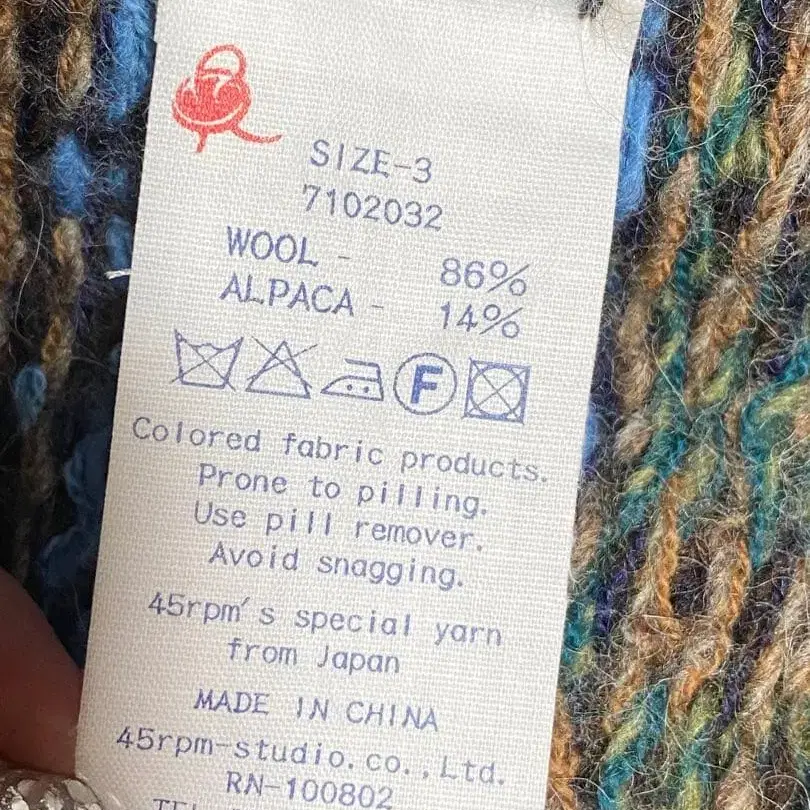 SIZE-3
7102032
WOOL - 86%
ALPACA - 14%
F
Colored fabric products.
Prone to pilling.
Use pill remover.
Avoid snagging.
45rpm's special yarn
from Japan
MADE IN CHINA
45rpm-studio.co.,Ltd.
RN-100802
TEL